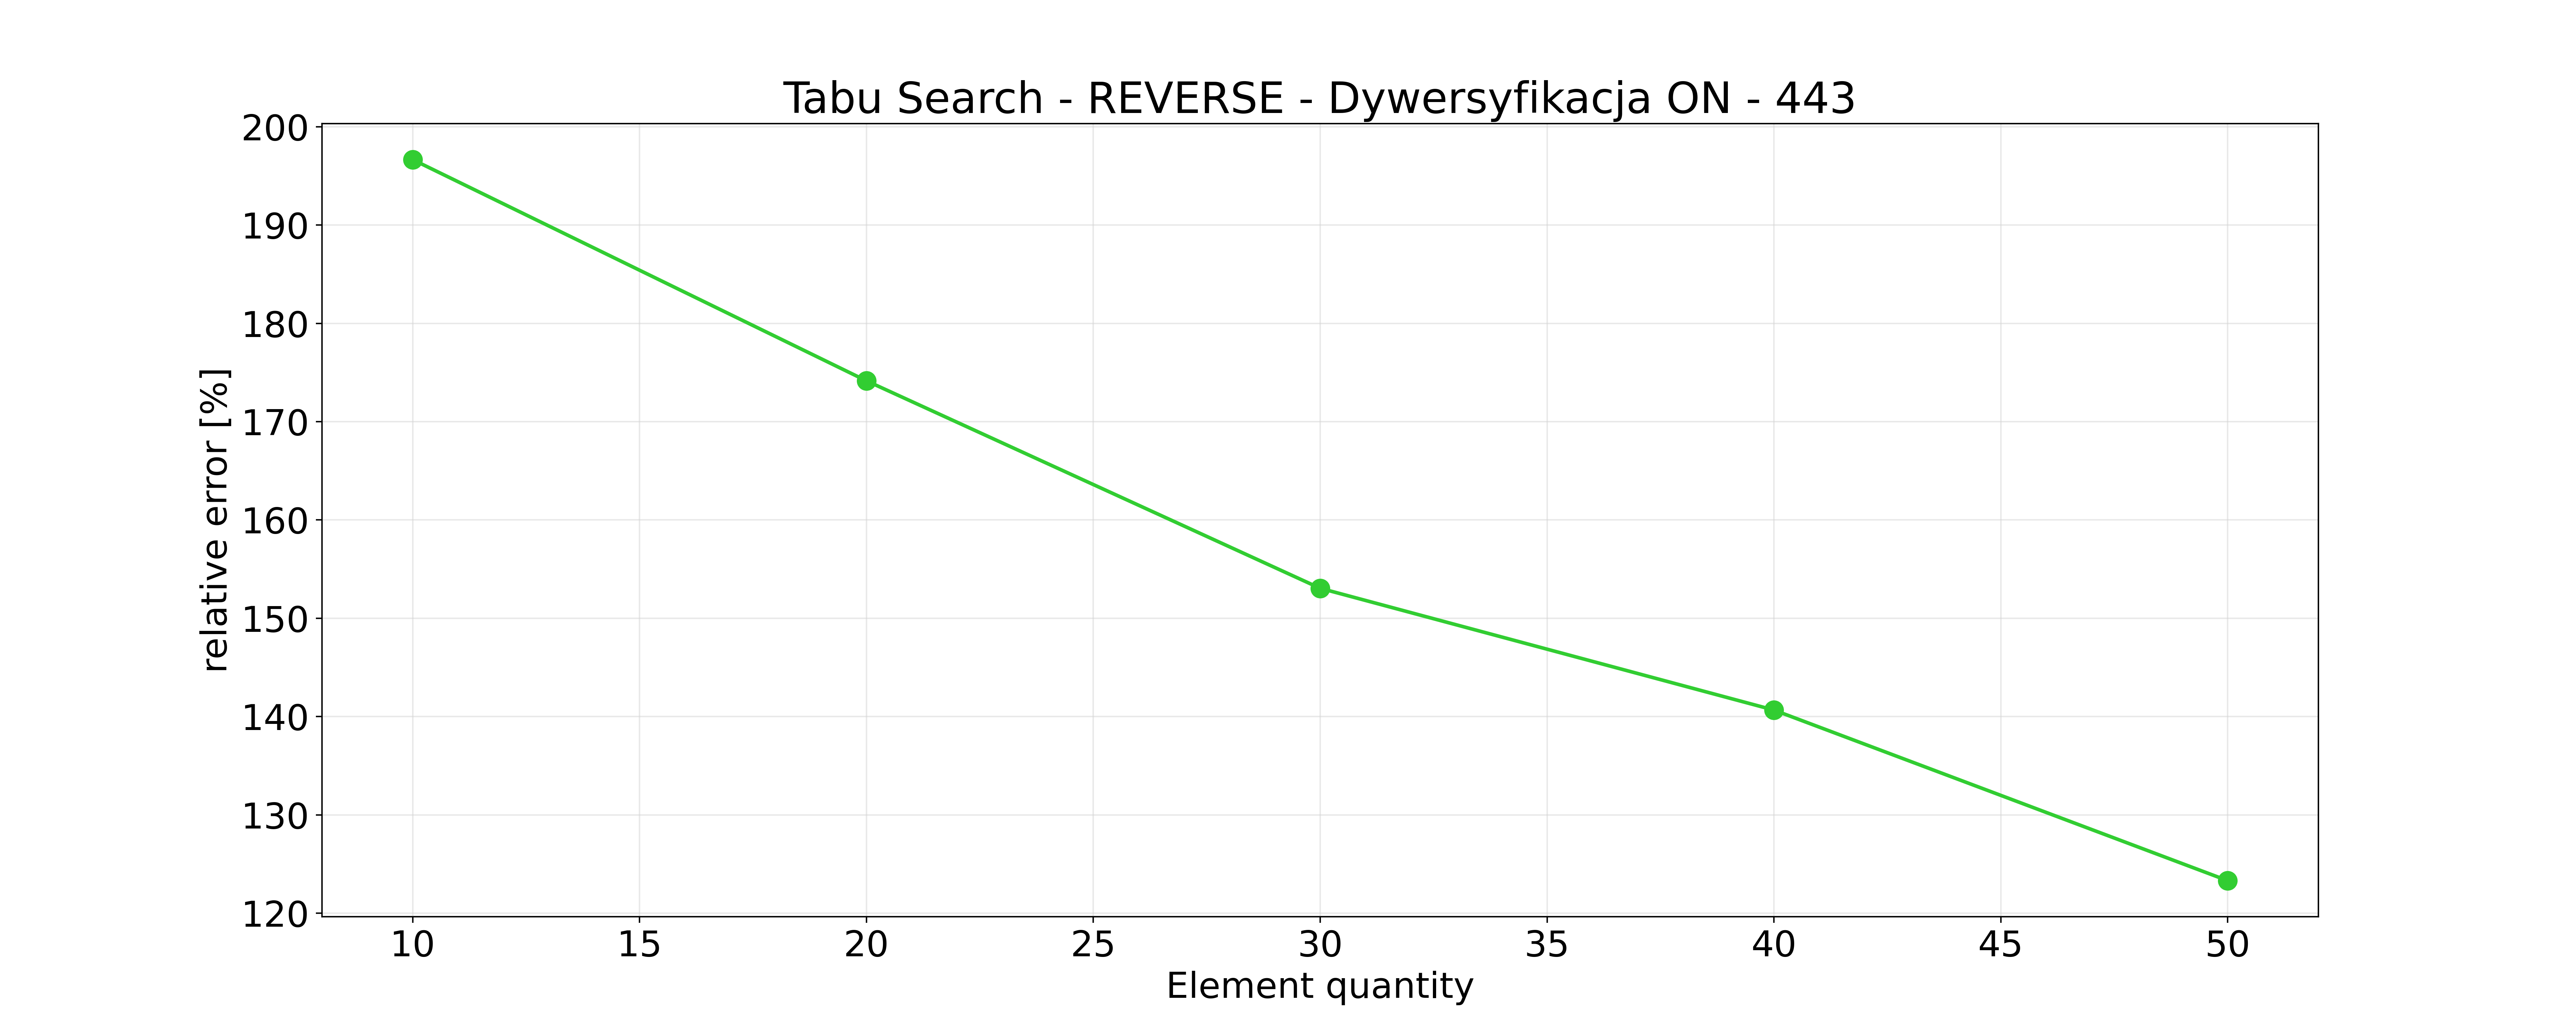 Tabu Search - REVERSE - Dywersyfikacja ON - 443
200
190
180
170
160
150
140
130
120
relative error [%]
10 15 20 25 30 35 40 45 50
Element quantity